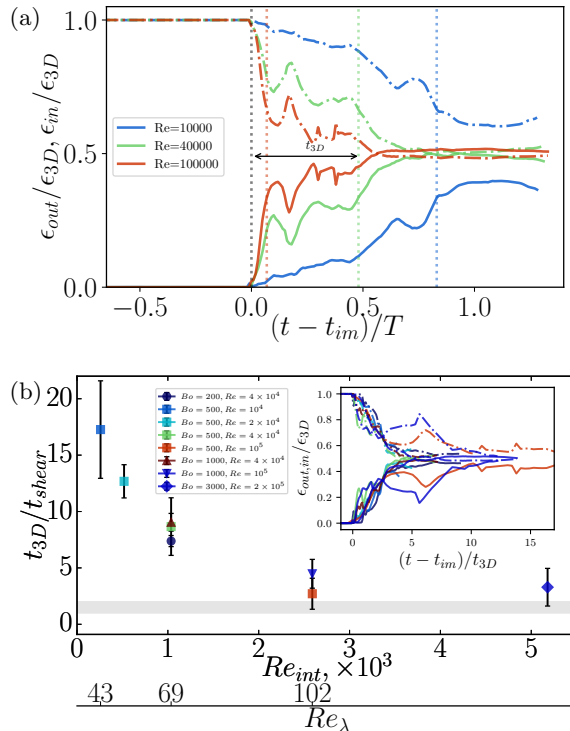 (a)
ϵ_out/ϵ_3D, ϵ_in/ϵ_3D
1.0
0.5
0.0
Re=10000
Re=40000
Re=100000
t_3D
−0.5
0.0
0.5
1.0
(t − t_im)/T
(b)
t_3D/t_shear
20
15
10
5
0
Bo = 200, Re = 4 × 10^4
Bo = 500, Re = 10^4
Bo = 500, Re = 2 × 10^4
Bo = 500, Re = 4 × 10^4
Bo = 500, Re = 10^5
Bo = 1000, Re = 4 × 10^4
Bo = 1000, Re = 10^5
Bo = 3000, Re = 2 × 10^5
ϵ_out,in/ϵ_3D
1.0
0.8
0.6
0.4
0.2
0.0
0
5
10
15
(t − t_im)/t_3D
0
1
2
3
4
5
Re_int, ×10^3
43
69
102
Re_λ